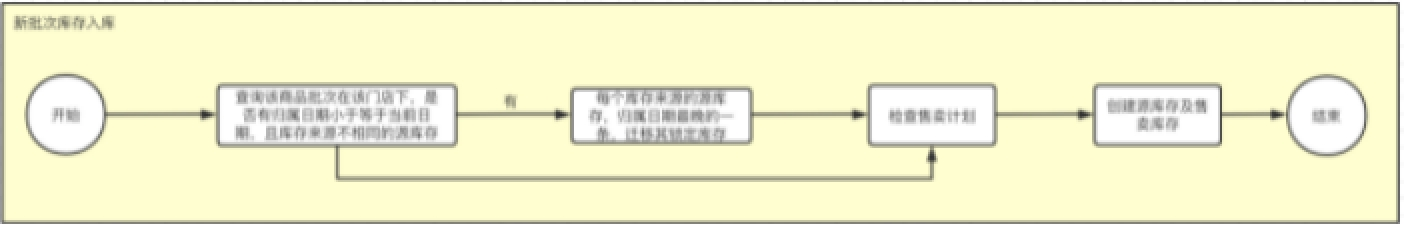 新批次库存入库
开始
查询该商品批次在该门店下，是
否有归属日期小于等于当前日
期，且库存来源不相同的源库存
有
每个库存来源的源库
存，归属日期最晚的一
条，迁移其锁定库存
检查售卖计划
创建源库存及售
卖库存
结束